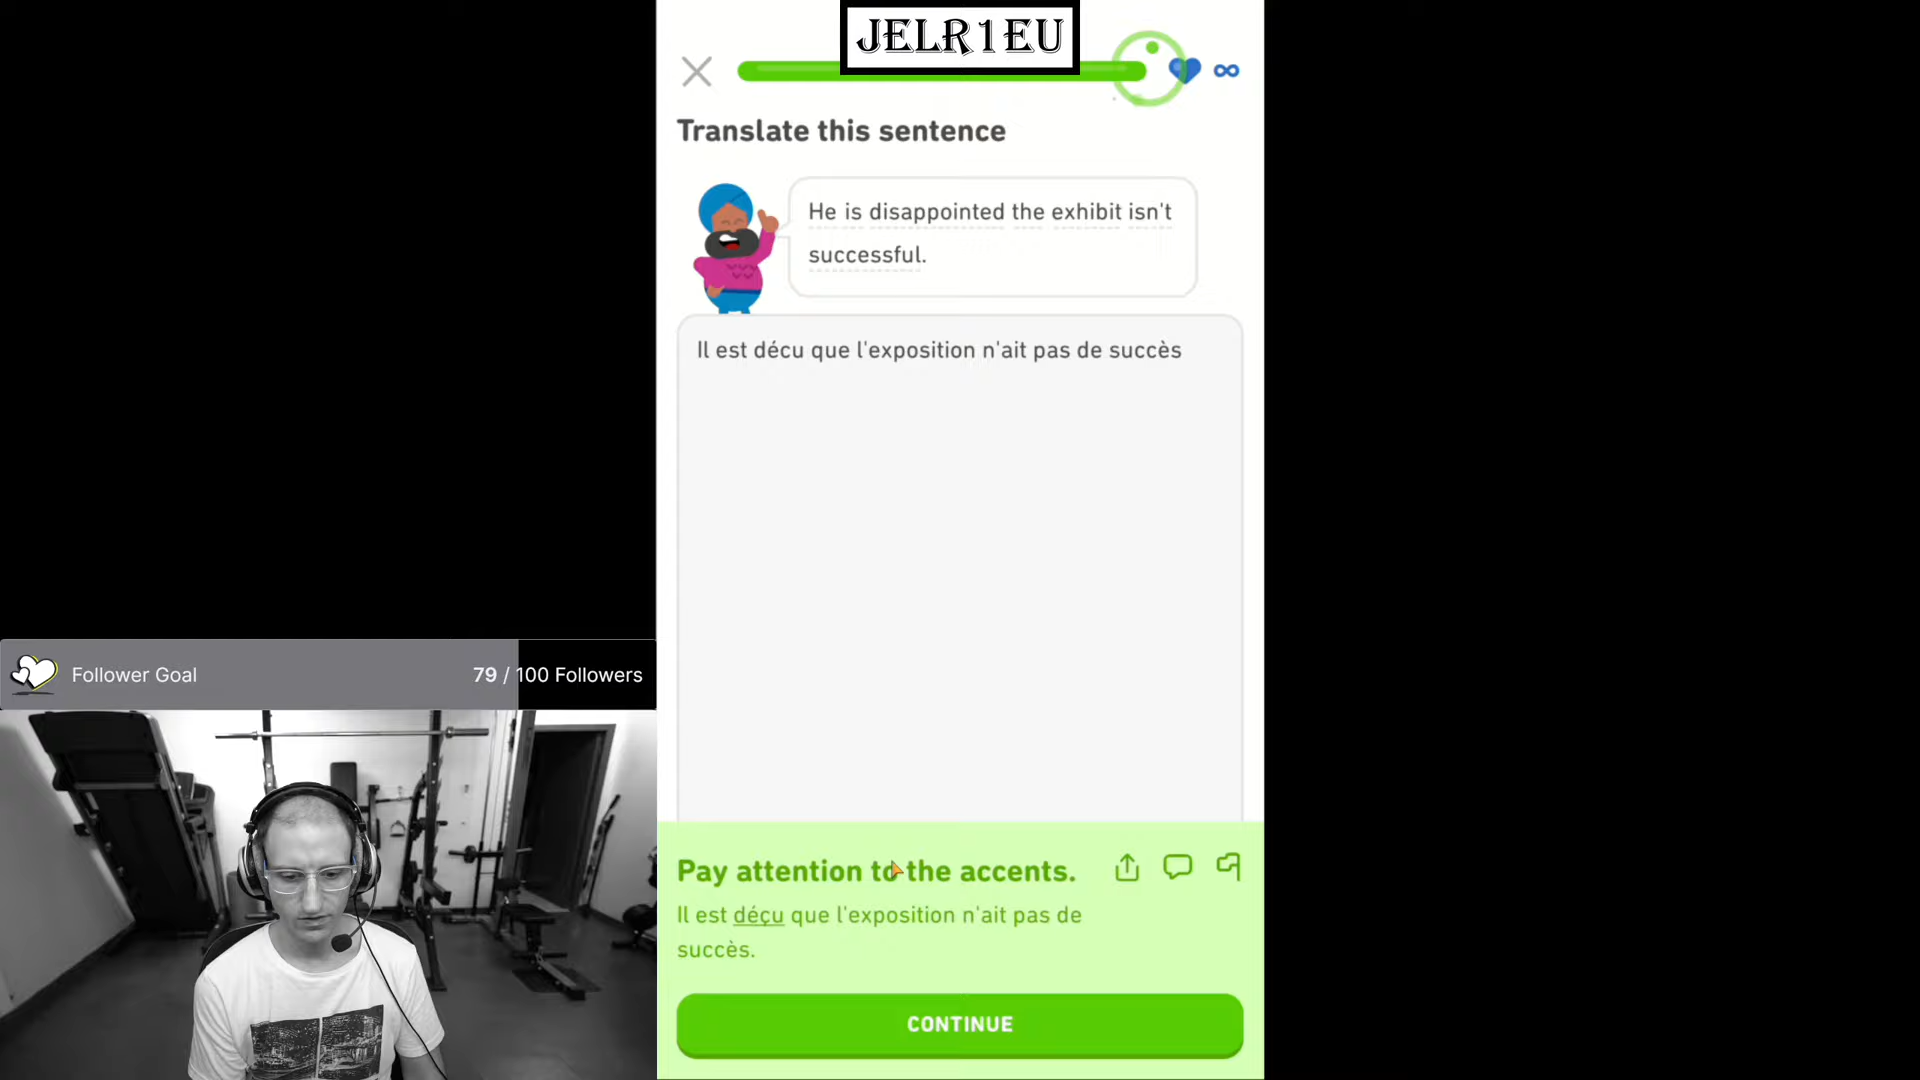 JELR1EU
Translate this sentence
He is disappointed the exhibit isn't
successful.
Il est décu que l'exposition n'ait pas de succès
Follower Goal
79 / 100 Followers
Pay attention to the accents.
Il est déçu que l'exposition n'ait pas de
succès.
CONTINUE